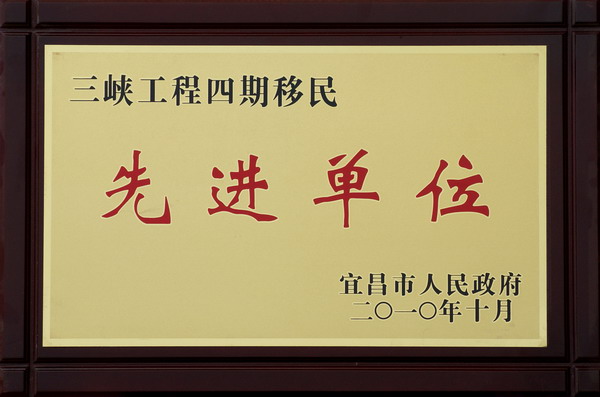 三峡工程四期移民
先进单位
宜昌市人民政府
二〇一〇年十月